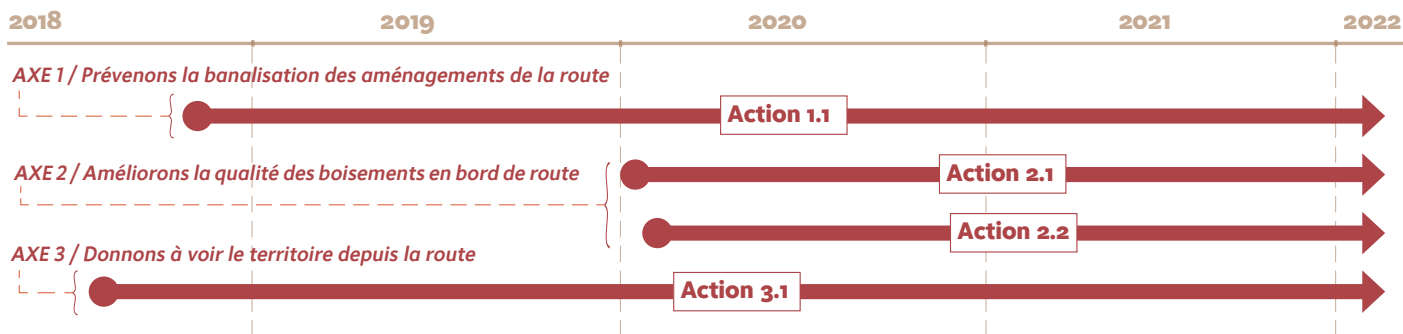 2018 2019 2020 2021 2022
AXE 1 / Prévenons la banalisation des aménagements de la route
Action 1.1
AXE 2 / Améliorons la qualité des boisements en bord de route
Action 2.1
Action 2.2
AXE 3 / Donnons à voir le territoire depuis la route
Action 3.1